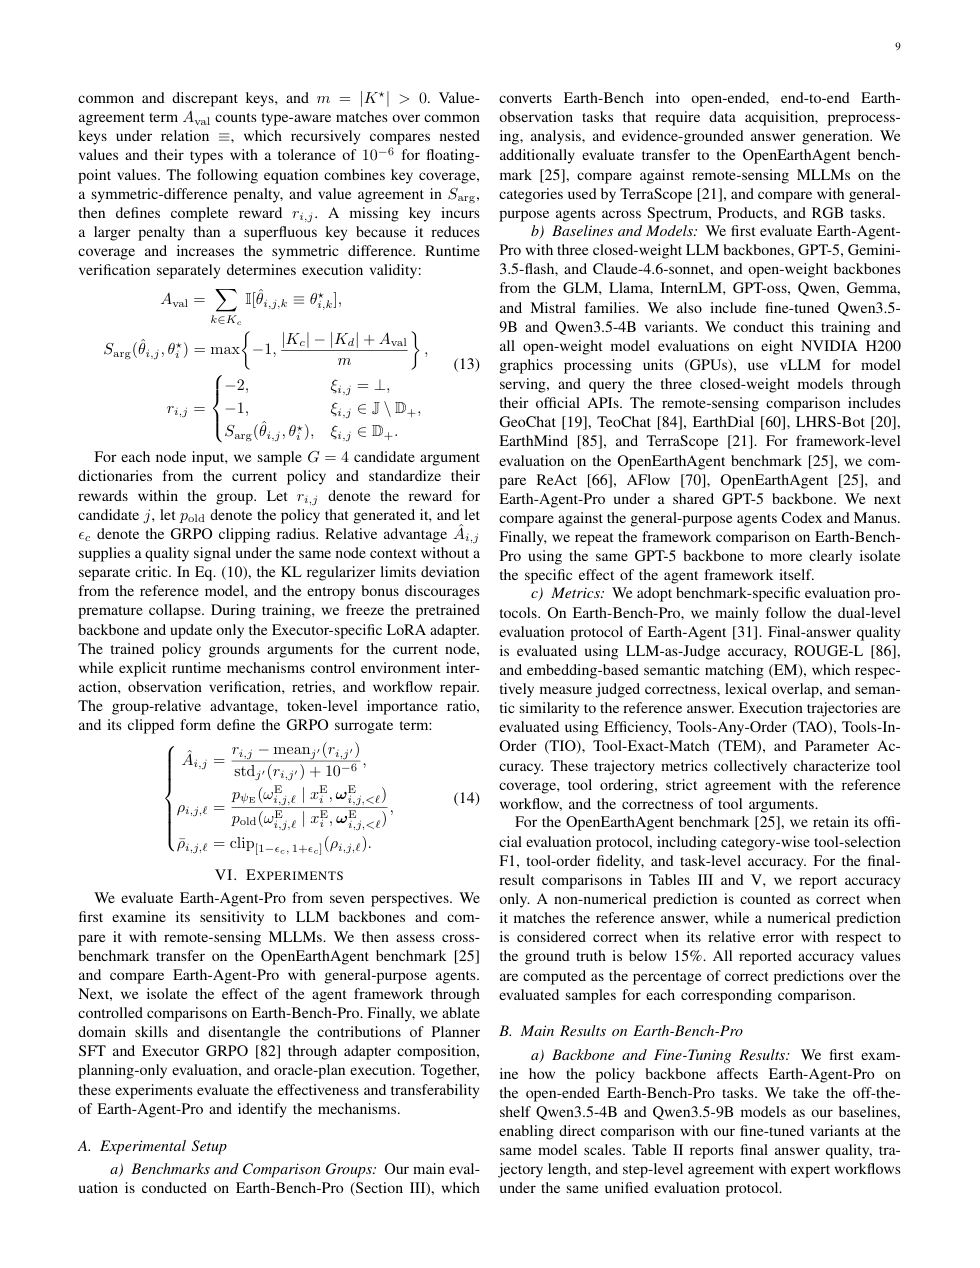 9
common and discrepant keys, and m = |K⋆| > 0. Value-
agreement term A_val counts type-aware matches over common
keys under relation ≡, which recursively compares nested
values and their types with a tolerance of 10⁻⁶ for floating-
point values. The following equation combines key coverage,
a symmetric-difference penalty, and value agreement in S_arg,
then defines complete reward r_{i,j}. A missing key incurs
a larger penalty than a superfluous key because it reduces
coverage and increases the symmetric difference. Runtime
verification separately determines execution validity:
A_val = ∑_{k∈K_c} 𝕀[θ̂_{i,j,k} ≡ θ⋆_{i,k}],
S_arg(θ̂_{i,j}, θ⋆_i) = max{−1, (|K_c| − |K_d| + A_val)/m},
(13)
r_{i,j} = { −2, ξ_{i,j} = ⊥,
−1, ξ_{i,j} ∈ 𝕁 \ 𝔻₊,
S_arg(θ̂_{i,j}, θ⋆_i), ξ_{i,j} ∈ 𝔻₊.
For each node input, we sample G = 4 candidate argument
dictionaries from the current policy and standardize their
rewards within the group. Let r_{i,j} denote the reward for
candidate j, let p_old denote the policy that generated it, and let
ϵ_c denote the GRPO clipping radius. Relative advantage Â_{i,j}
supplies a quality signal under the same node context without a
separate critic. In Eq. (10), the KL regularizer limits deviation
from the reference model, and the entropy bonus discourages
premature collapse. During training, we freeze the pretrained
backbone and update only the Executor-specific LoRA adapter.
The trained policy grounds arguments for the current node,
while explicit runtime mechanisms control environment inter-
action, observation verification, retries, and workflow repair.
The group-relative advantage, token-level importance ratio,
and its clipped form define the GRPO surrogate term:
Â_{i,j} = (r_{i,j} − mean_{j′}(r_{i,j′}))/(std_{j′}(r_{i,j′}) + 10⁻⁶),
ρ_{i,j,ℓ} = p_{ψ_E}(ω^E_{i,j,ℓ} | x^E_i, ω^E_{i,j,<ℓ})/p_old(ω^E_{i,j,ℓ} | x^E_i, ω^E_{i,j,<ℓ}),
(14)
ρ̄_{i,j,ℓ} = clip_{[1−ϵ_c, 1+ϵ_c]}(ρ_{i,j,ℓ}).
VI. EXPERIMENTS
We evaluate Earth-Agent-Pro from seven perspectives. We
first examine its sensitivity to LLM backbones and com-
pare it with remote-sensing MLLMs. We then assess cross-
benchmark transfer on the OpenEarthAgent benchmark [25]
and compare Earth-Agent-Pro with general-purpose agents.
Next, we isolate the effect of the agent framework through
controlled comparisons on Earth-Bench-Pro. Finally, we ablate
domain skills and disentangle the contributions of Planner
SFT and Executor GRPO [82] through adapter composition,
planning-only evaluation, and oracle-plan execution. Together,
these experiments evaluate the effectiveness and transferability
of Earth-Agent-Pro and identify the mechanisms.
A. Experimental Setup
a) Benchmarks and Comparison Groups: Our main eval-
uation is conducted on Earth-Bench-Pro (Section III), which
converts Earth-Bench into open-ended, end-to-end Earth-
observation tasks that require data acquisition, preprocess-
ing, analysis, and evidence-grounded answer generation. We
additionally evaluate transfer to the OpenEarthAgent bench-
mark [25], compare against remote-sensing MLLMs on the
categories used by TerraScope [21], and compare with general-
purpose agents across Spectrum, Products, and RGB tasks.
b) Baselines and Models: We first evaluate Earth-Agent-
Pro with three closed-weight LLM backbones, GPT-5, Gemini-
3.5-flash, and Claude-4.6-sonnet, and open-weight backbones
from the GLM, Llama, InternLM, GPT-oss, Qwen, Gemma,
and Mistral families. We also include fine-tuned Qwen3.5-
9B and Qwen3.5-4B variants. We conduct this training and
all open-weight model evaluations on eight NVIDIA H200
graphics processing units (GPUs), use vLLM for model
serving, and query the three closed-weight models through
their official APIs. The remote-sensing comparison includes
GeoChat [19], TeoChat [84], EarthDial [60], LHRS-Bot [20],
EarthMind [85], and TerraScope [21]. For framework-level
evaluation on the OpenEarthAgent benchmark [25], we com-
pare ReAct [66], AFlow [70], OpenEarthAgent [25], and
Earth-Agent-Pro under a shared GPT-5 backbone. We next
compare against the general-purpose agents Codex and Manus.
Finally, we repeat the framework comparison on Earth-Bench-
Pro using the same GPT-5 backbone to more clearly isolate
the specific effect of the agent framework itself.
c) Metrics: We adopt benchmark-specific evaluation pro-
tocols. On Earth-Bench-Pro, we mainly follow the dual-level
evaluation protocol of Earth-Agent [31]. Final-answer quality
is evaluated using LLM-as-Judge accuracy, ROUGE-L [86],
and embedding-based semantic matching (EM), which respec-
tively measure judged correctness, lexical overlap, and seman-
tic similarity to the reference answer. Execution trajectories are
evaluated using Efficiency, Tools-Any-Order (TAO), Tools-In-
Order (TIO), Tool-Exact-Match (TEM), and Parameter Ac-
curacy. These trajectory metrics collectively characterize tool
coverage, tool ordering, strict agreement with the reference
workflow, and the correctness of tool arguments.
For the OpenEarthAgent benchmark [25], we retain its offi-
cial evaluation protocol, including category-wise tool-selection
F1, tool-order fidelity, and task-level accuracy. For the final-
result comparisons in Tables III and V, we report accuracy
only. A non-numerical prediction is counted as correct when
it matches the reference answer, while a numerical prediction
is considered correct when its relative error with respect to
the ground truth is below 15%. All reported accuracy values
are computed as the percentage of correct predictions over the
evaluated samples for each corresponding comparison.
B. Main Results on Earth-Bench-Pro
a) Backbone and Fine-Tuning Results: We first exam-
ine how the policy backbone affects Earth-Agent-Pro on
the open-ended Earth-Bench-Pro tasks. We take the off-the-
shelf Qwen3.5-4B and Qwen3.5-9B models as our baselines,
enabling direct comparison with our fine-tuned variants at the
same model scales. Table II reports final answer quality, tra-
jectory length, and step-level agreement with expert workflows
under the same unified evaluation protocol.